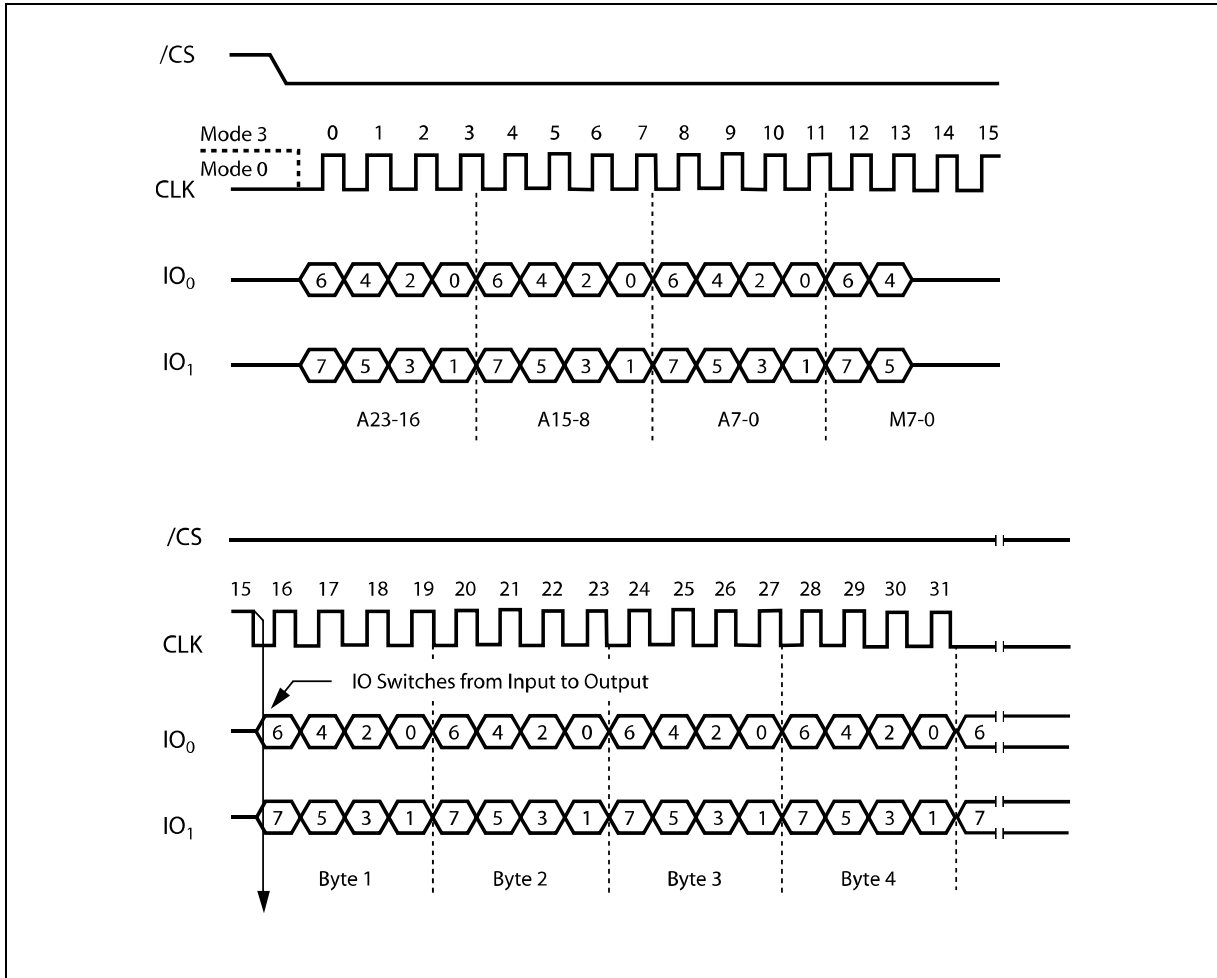 /CS
Mode 3
0 1 2 3 4 5 6 7 8 9 10 11 12 13 14 15
Mode 0
CLK
IO0 6 4 2 0 6 4 2 0 6 4 2 0 6 4
IO1 7 5 3 1 7 5 3 1 7 5 3 1 7 5
A23-16 A15-8 A7-0 M7-0
/CS
15 16 17 18 19 20 21 22 23 24 25 26 27 28 29 30 31
CLK
IO Switches from Input to Output
IO0 6 4 2 0 6 4 2 0 6 4 2 0 6 4 2 0 6
IO1 7 5 3 1 7 5 3 1 7 5 3 1 7 5 3 1 7
Byte 1 Byte 2 Byte 3 Byte 4